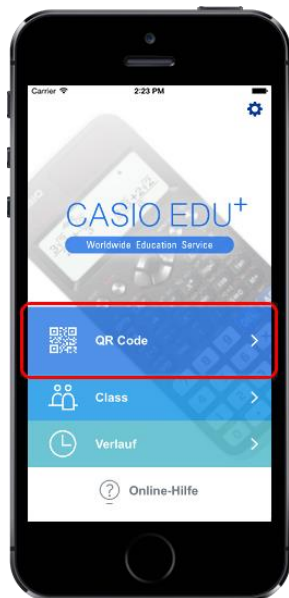 Carrier 2:23 PM
CASIO EDU+
Worldwide Education Service
QR Code
Class
Verlauf
? Online-Hilfe